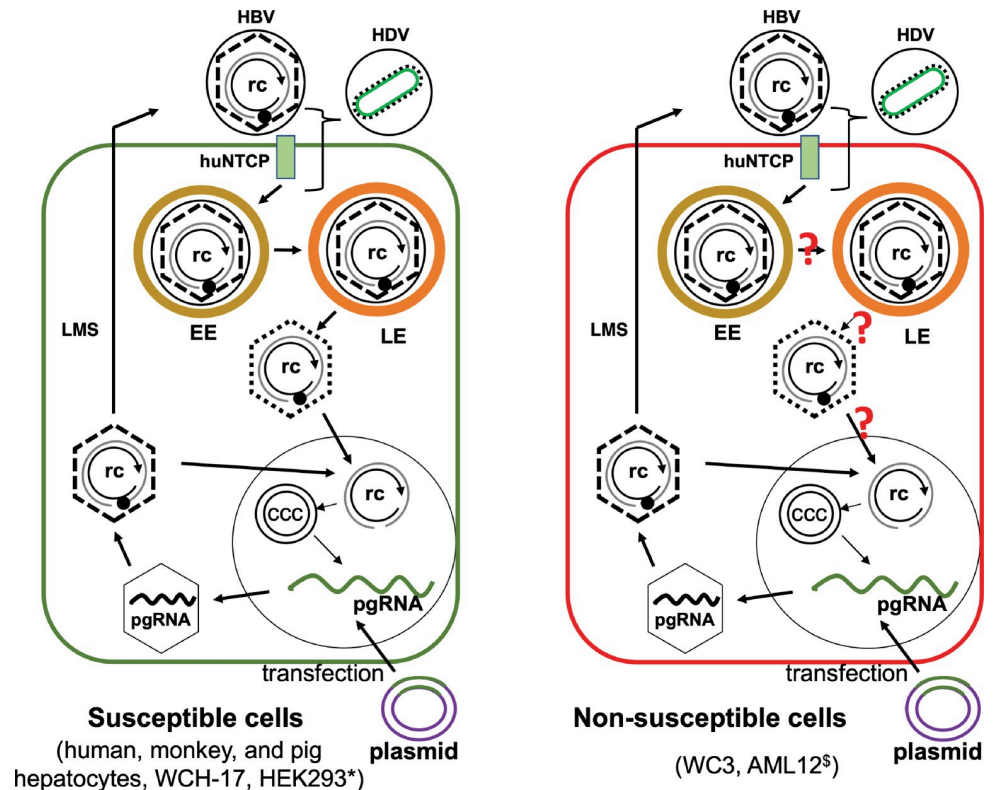 HBV
HDV
rc
huNTCP
rc
rc
EE
LE
LMS
rc
rc
rc
CCC
pgRNA
pgRNA
transfection
plasmid
Susceptible cells
(human, monkey, and pig
hepatocytes, WCH-17, HEK293*)
HBV
HDV
rc
huNTCP
rc
?
rc
EE
LE
?
LMS
rc
?
rc
rc
CCC
pgRNA
pgRNA
transfection
plasmid
Non-susceptible cells
(WC3, AML12$)